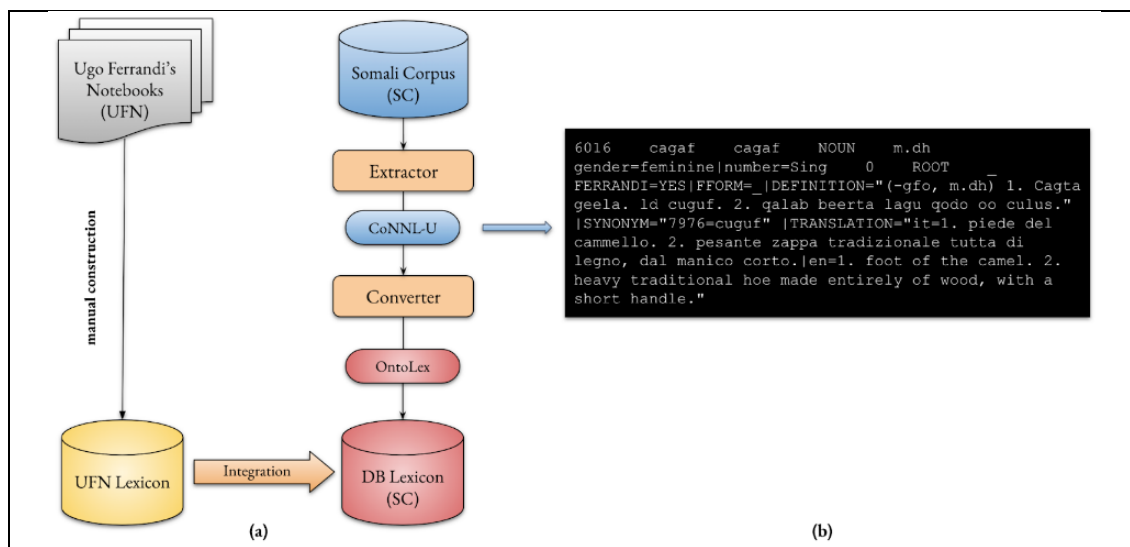 Ugo Ferrandi's
Notebooks
(UFN)
manual construction
UFN Lexicon
Integration
Somali Corpus
(SC)
Extractor
CoNNL-U
Converter
OntoLex
DB Lexicon
(SC)
(a)
6016 cagaf cagaf NOUN m.dh
gender=feminine|number=Sing 0 ROOT _
FERRANDI=YES|FFORM=_|DEFINITION="(-gfo, m.dh) 1. Cagta
geela. ld cuguf. 2. qalab beerta lagu qodo oo culus."
|SYNONYM="7976=cuguf" |TRANSLATION="it=1. piede del
cammello. 2. pesante zappa tradizionale tutta di
legno, dal manico corto.|en=1. foot of the camel. 2.
heavy traditional hoe made entirely of wood, with a
short handle."
(b)